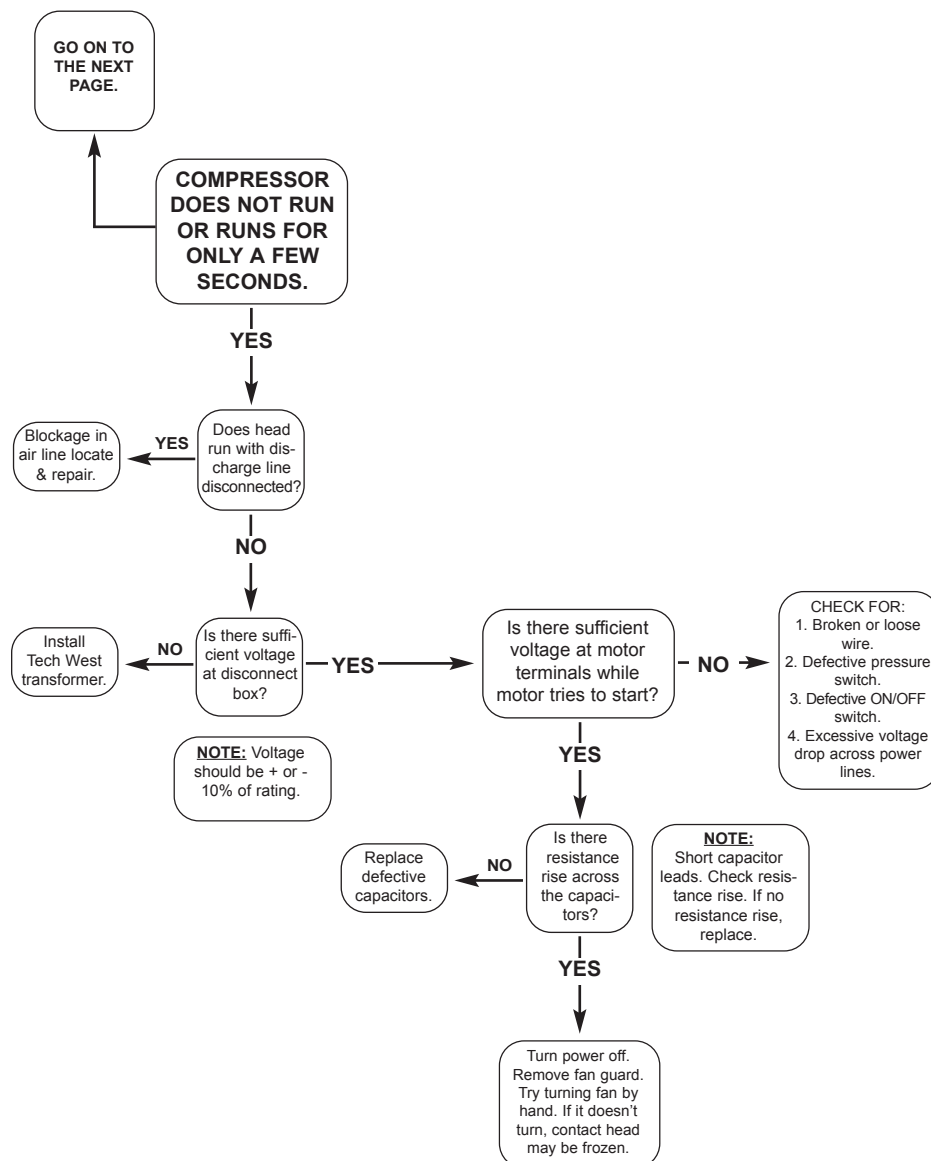 GO ON TO
THE NEXT
PAGE.
COMPRESSOR
DOES NOT RUN
OR RUNS FOR
ONLY A FEW
SECONDS.
YES
Does head
run with dis-
charge line
disconnected?
YES
Blockage in
air line locate
& repair.
NO
Is there suffi-
cient voltage
at disconnect
box?
NO
Install
Tech West
transformer.
NOTE: Voltage
should be + or -
10% of rating.
YES
Is there sufficient
voltage at motor
terminals while
motor tries to start?
NO
CHECK FOR:
1. Broken or loose
wire.
2. Defective pressure
switch.
3. Defective ON/OFF
switch.
4. Excessive voltage
drop across power
lines.
YES
Is there
resistance
rise across
the capaci-
tors?
NO
Replace
defective
capacitors.
NOTE:
Short capacitor
leads. Check resis-
tance rise. If no
resistance rise,
replace.
YES
Turn power off.
Remove fan guard.
Try turning fan by
hand. If it doesn't
turn, contact head
may be frozen.